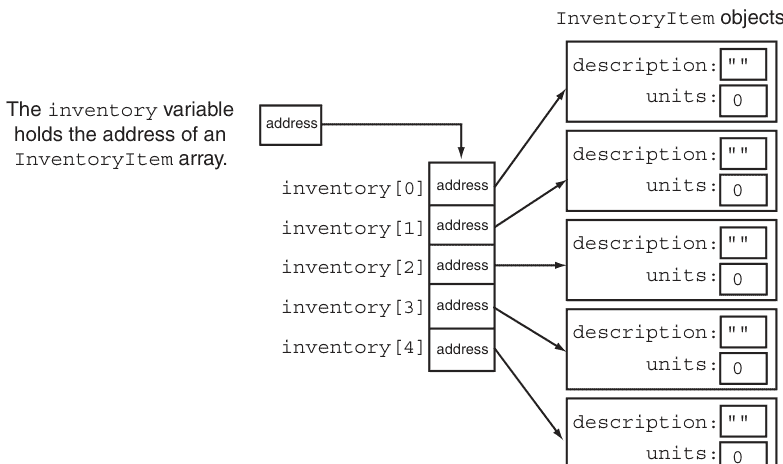 InventoryItem objects
The inventory variable
holds the address of an
InventoryItem array.
address
inventory[0] address
inventory[1] address
inventory[2] address
inventory[3] address
inventory[4] address
description: ""
units: 0
description: ""
units: 0
description: ""
units: 0
description: ""
units: 0
description: ""
units: 0